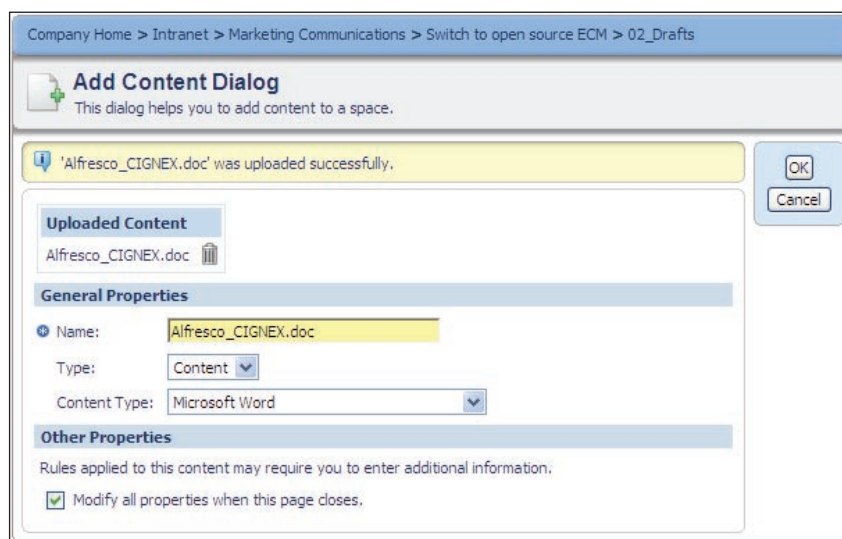 Company Home > Intranet > Marketing Communications > Switch to open source ECM > 02_Drafts
Add Content Dialog
This dialog helps you to add content to a space.
'Alfresco_CIGNEX.doc' was uploaded successfully.
OK
Cancel
Uploaded Content
Alfresco_CIGNEX.doc
General Properties
Name: Alfresco_CIGNEX.doc
Type: Content
Content Type: Microsoft Word
Other Properties
Rules applied to this content may require you to enter additional information.
Modify all properties when this page closes.